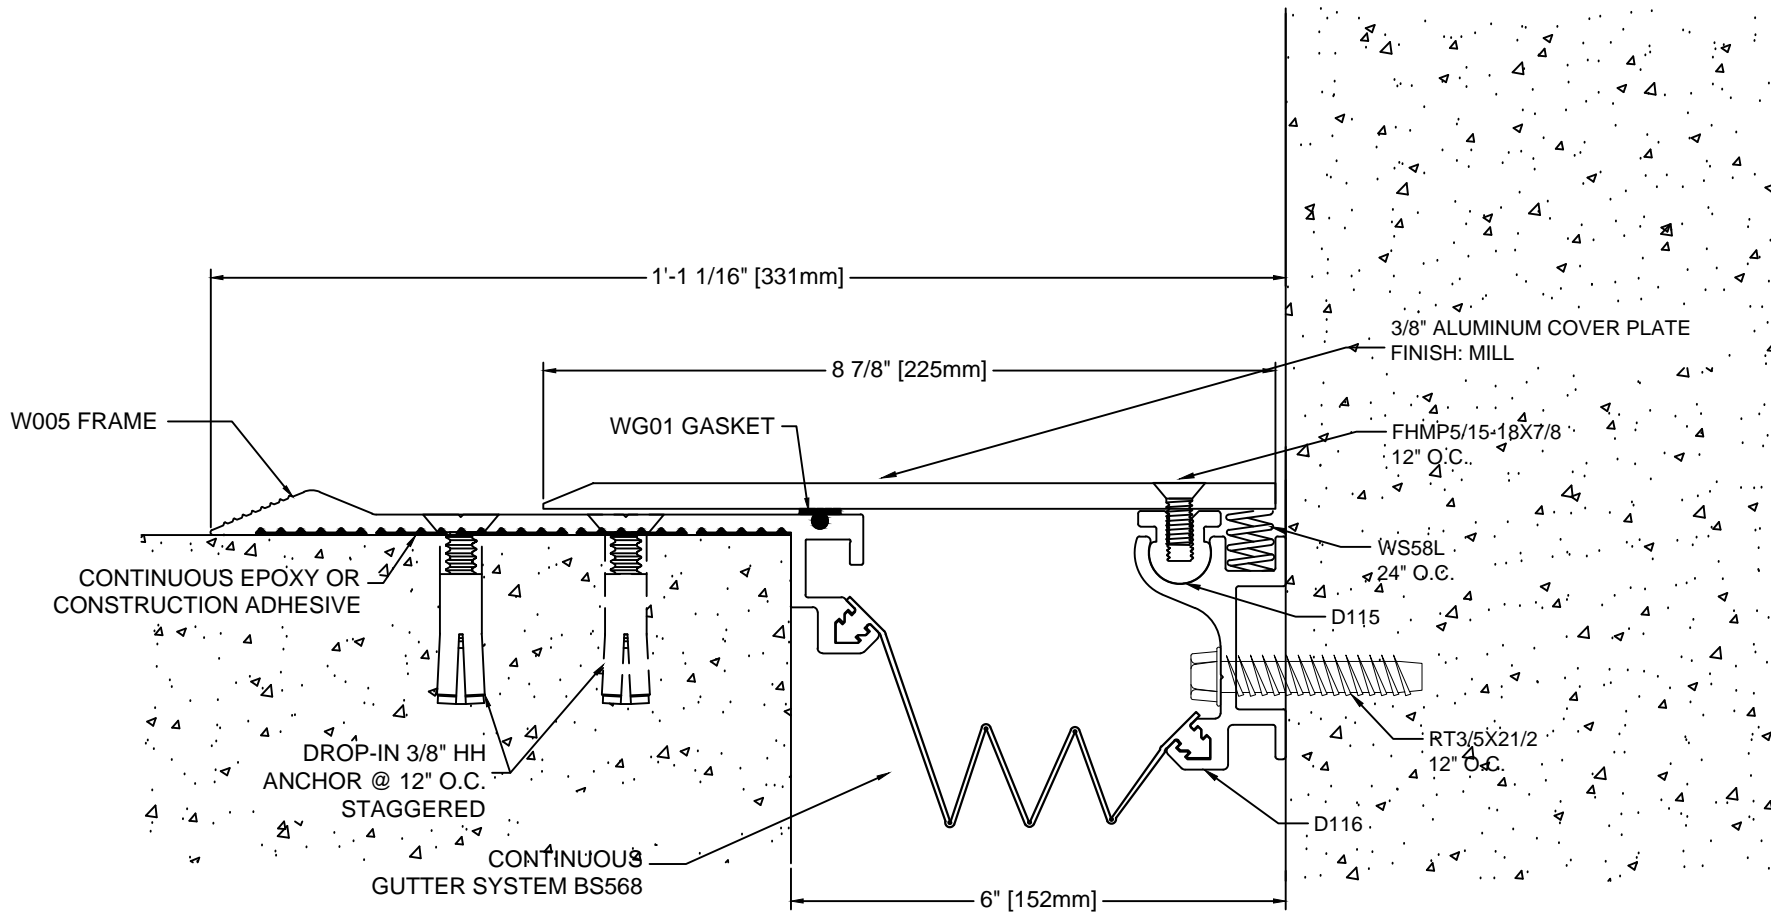 1'-1 1/16" [331mm]
3/8" ALUMINUM COVER PLATE
FINISH: MILL
8 7/8" [225mm]
W005 FRAME
WG01 GASKET
FHMP5/15-18X7/8
12" O.C.
WS58L
24" O.C.
CONTINUOUS EPOXY OR
CONSTRUCTION ADHESIVE
D115
DROP-IN 3/8" HH
ANCHOR @ 12" O.C.
STAGGERED
RT3/5X21/2
12" O.C.
D116
CONTINUOUS
GUTTER SYSTEM BS568
6" [152mm]